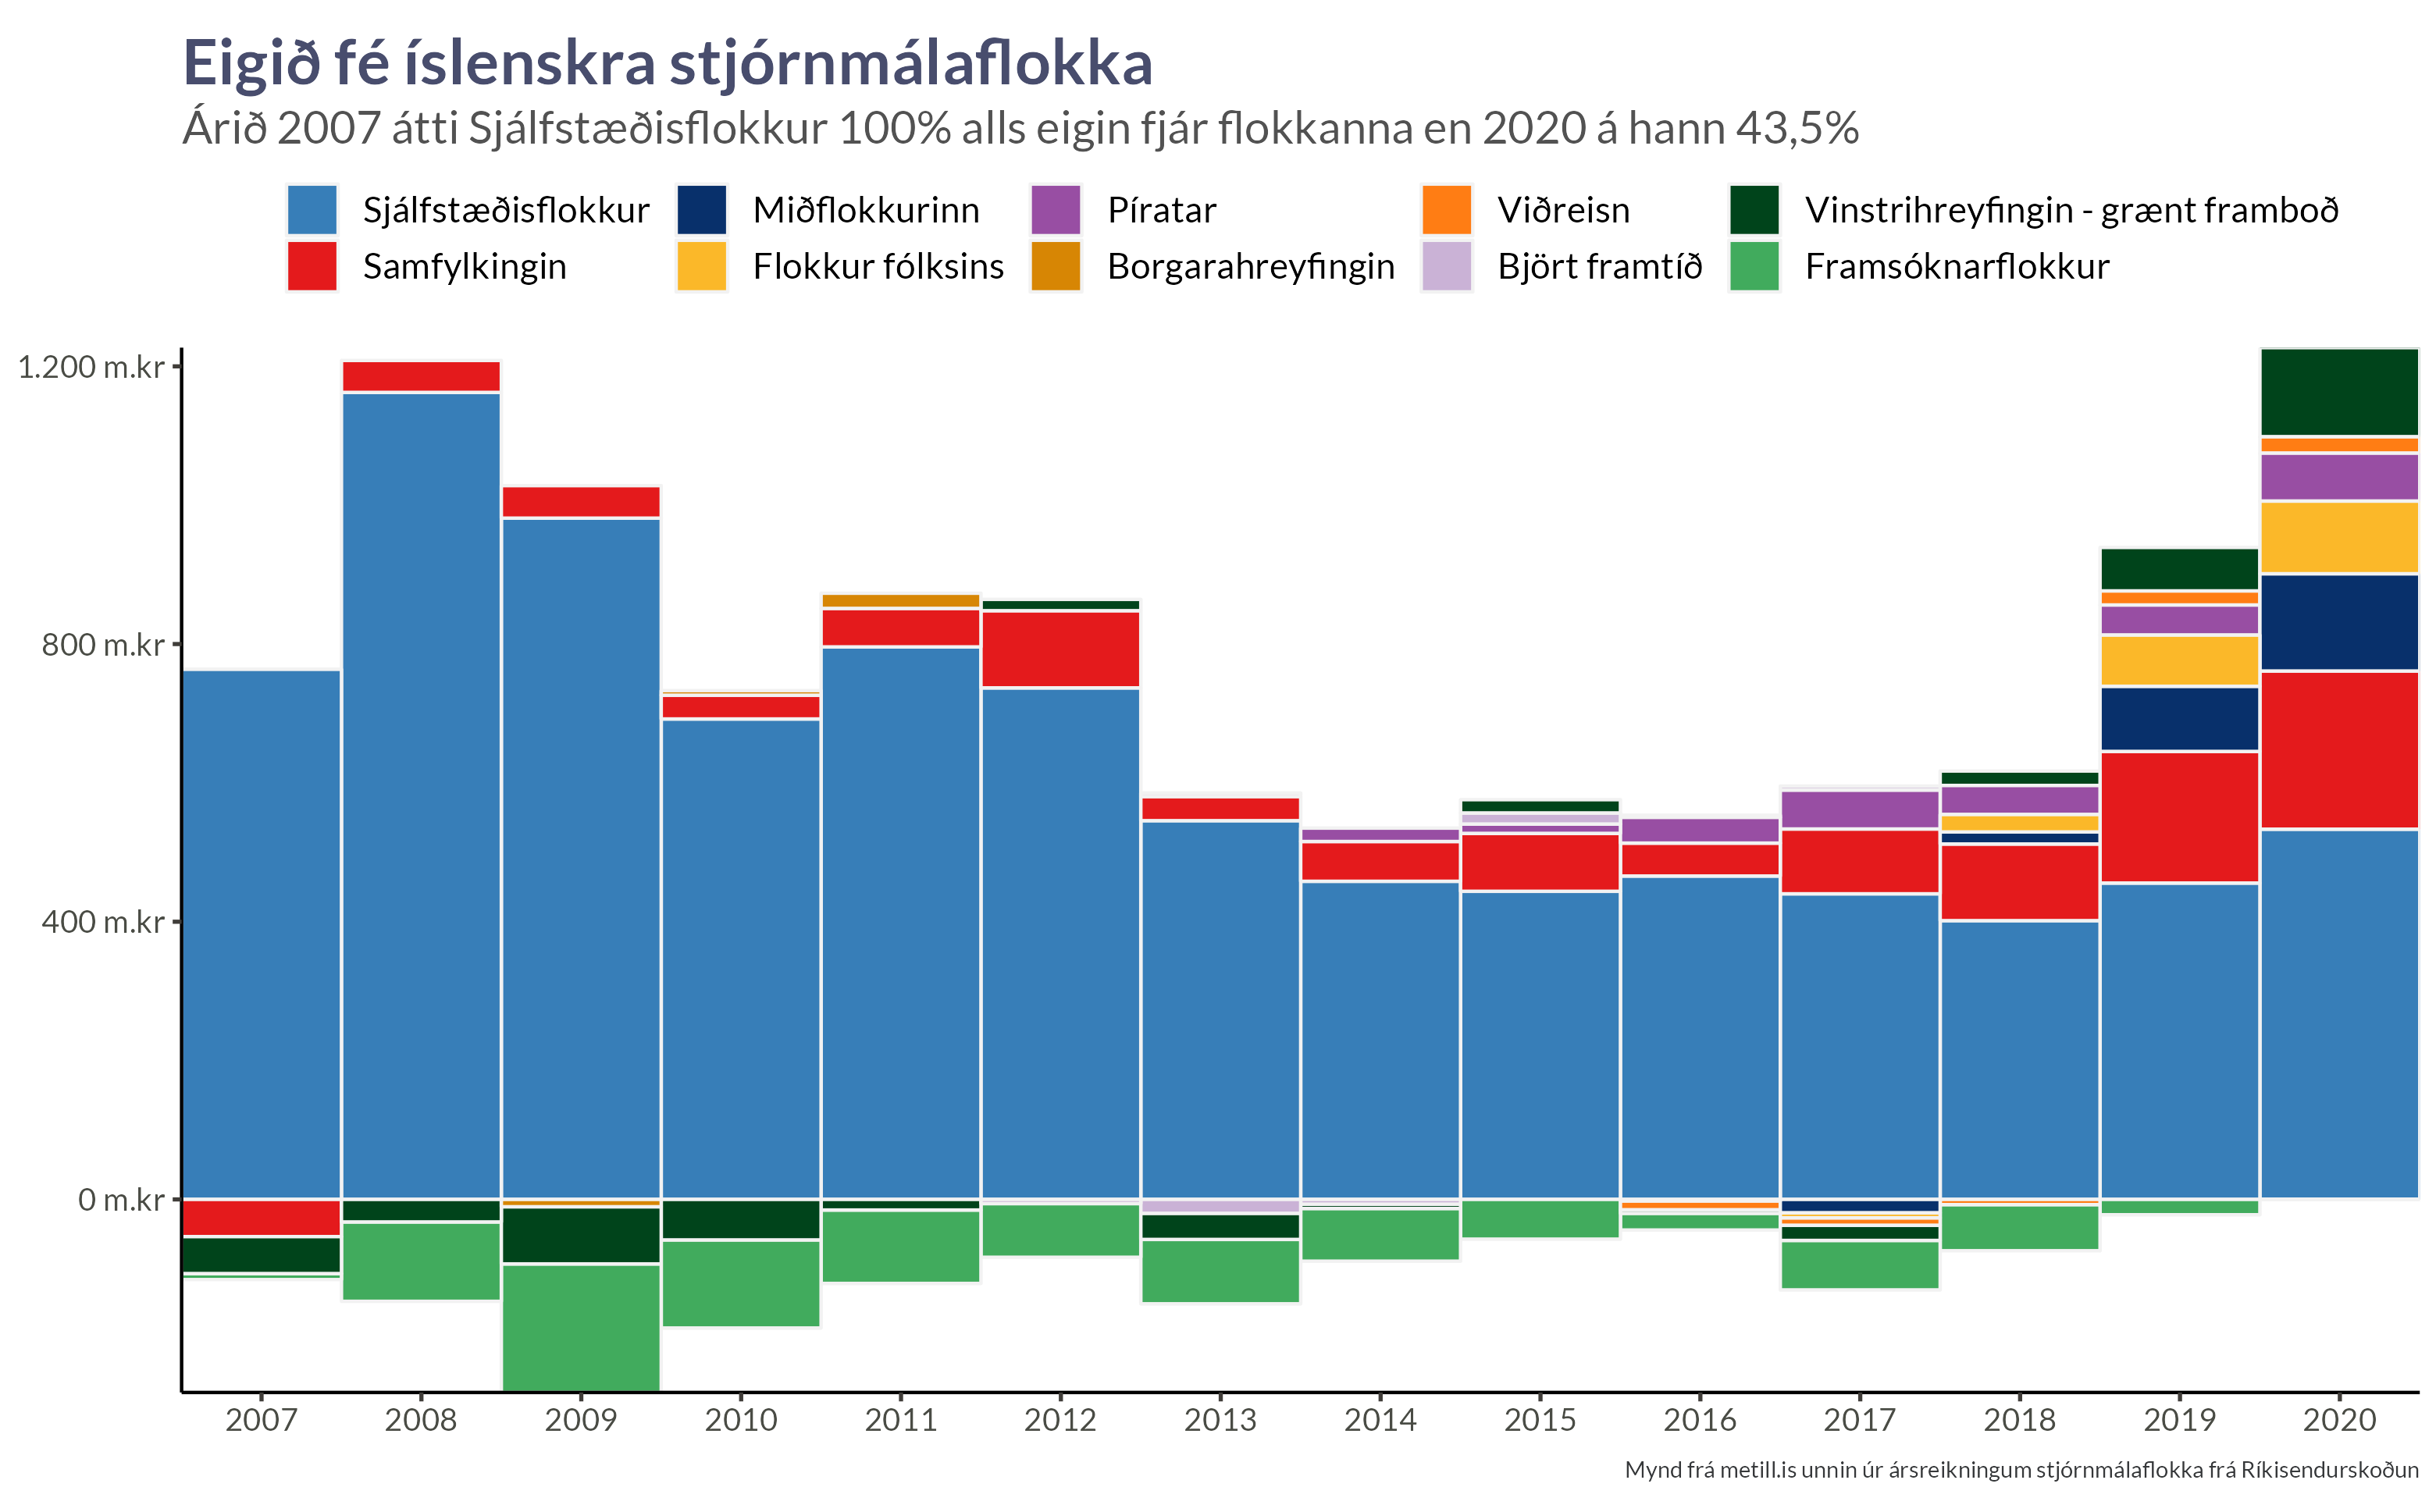 Eigið fé íslenskra stjórnmálaflokka
Árið 2007 átti Sjálfstæðisflokkur 100% alls eigin fjár flokkanna en 2020 á hann 43,5%
Sjálfstæðisflokkur Miðflokkurinn Píratar Viðreisn Vinstrihreyfingin - grænt framboð
Samfylkingin Flokkur fólksins Borgarahreyfingin Björt framtíð Framsóknarflokkur
1.200 m.kr
800 m.kr
400 m.kr
0 m.kr
2007 2008 2009 2010 2011 2012 2013 2014 2015 2016 2017 2018 2019 2020
Mynd frá metill.is unnin úr ársreikningum stjórnmálaflokka frá Ríkisendurskoðun